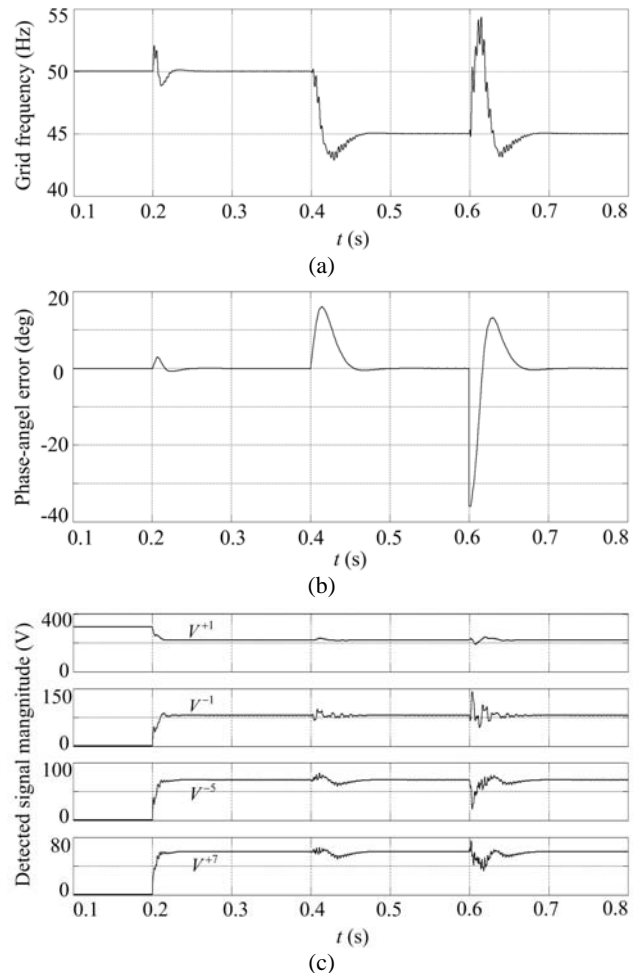 Grid frequency (Hz)
55
50
45
40
0.1 0.2 0.3 0.4 0.5 0.6 0.7 0.8
t (s)
(a)
Phase-angel error (deg)
20
0
-20
-40
0.1 0.2 0.3 0.4 0.5 0.6 0.7 0.8
t (s)
(b)
Detected signal mangnitude (V)
400
V+1
0
150
V−1
0
100
V−5
0
80
V+7
0
0.1 0.2 0.3 0.4 0.5 0.6 0.7 0.8
t (s)
(c)